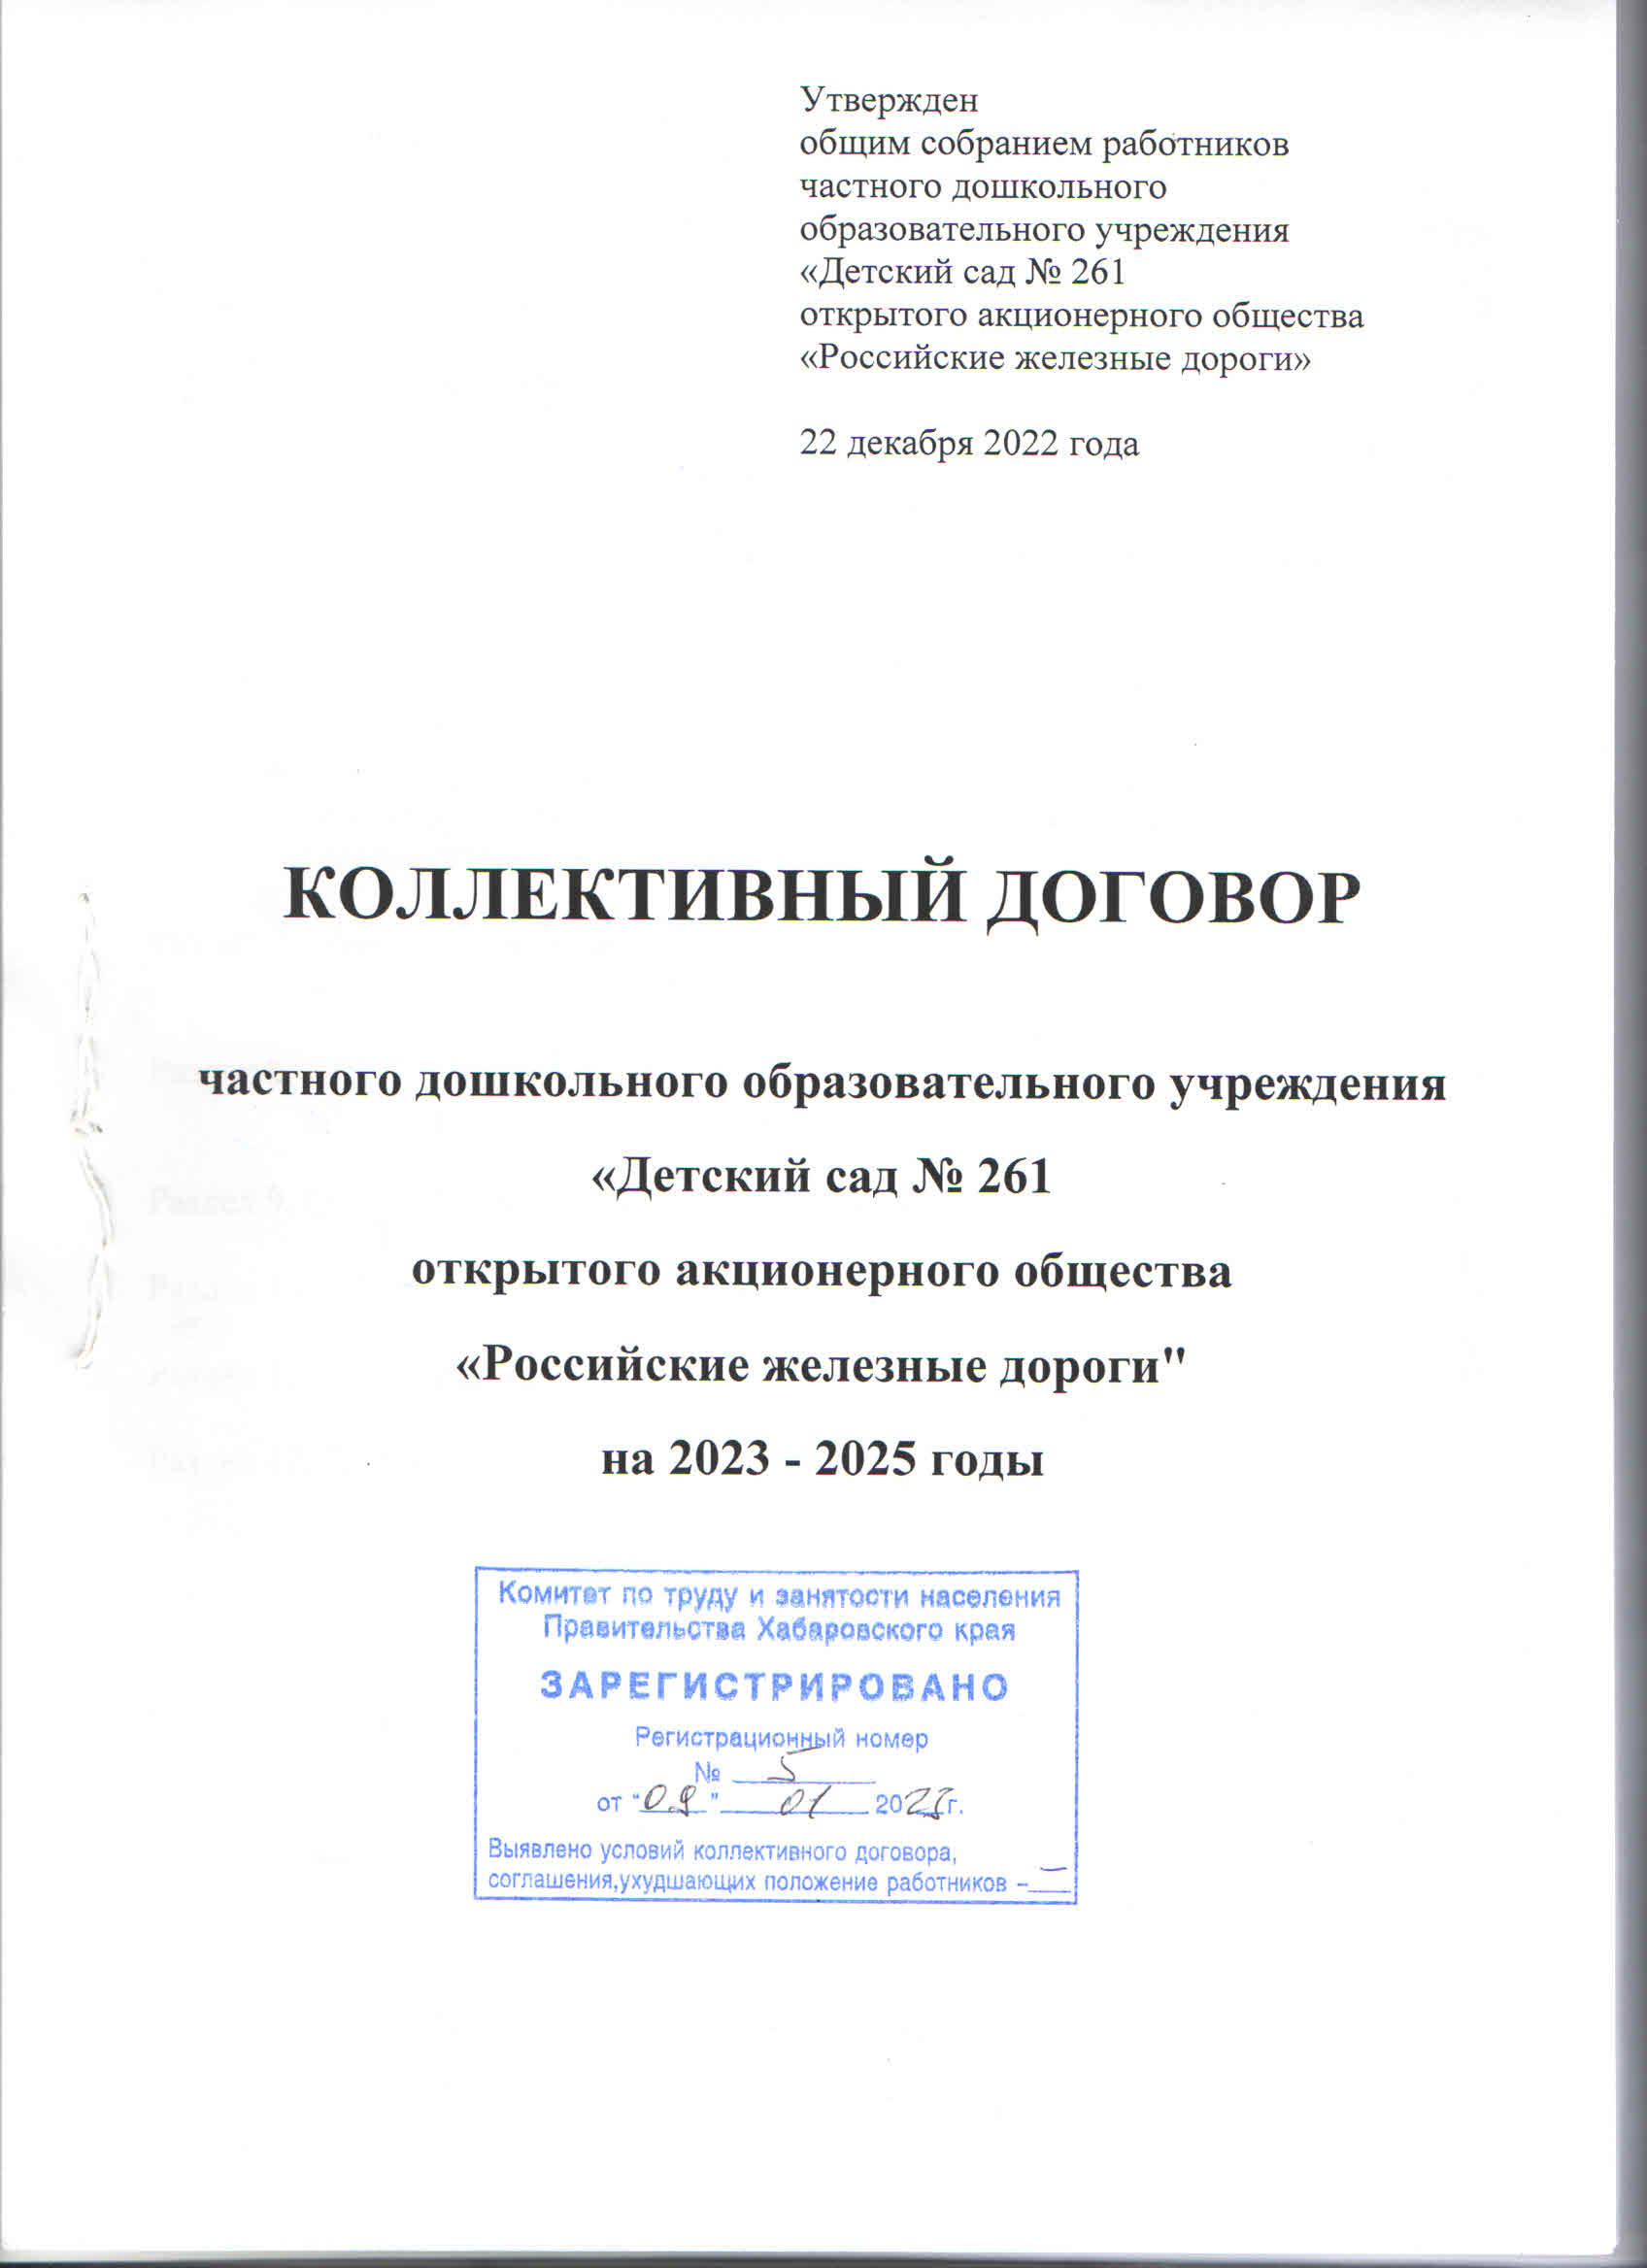 Утвержден
общим собранием работников
частного дошкольного
образовательного учреждения
«Детский сад № 261
открытого акционерного общества
«Российские железные дороги»
22 декабря 2022 года
КОЛЛЕКТИВНЫЙ ДОГОВОР
частного дошкольного образовательного учреждения
«Детский сад № 261
открытого акционерного общества
«Российские железные дороги"
на 2023 - 2025 годы
Комитет по труду и занятости населения
Правительства Хабаровского края
ЗАРЕГИСТРИРОВАНО
Регистрационный номер
№ 5
от "09" 01 2023г.
Выявлено условий коллективного договора,
соглашения,ухудшающих положение работников – —